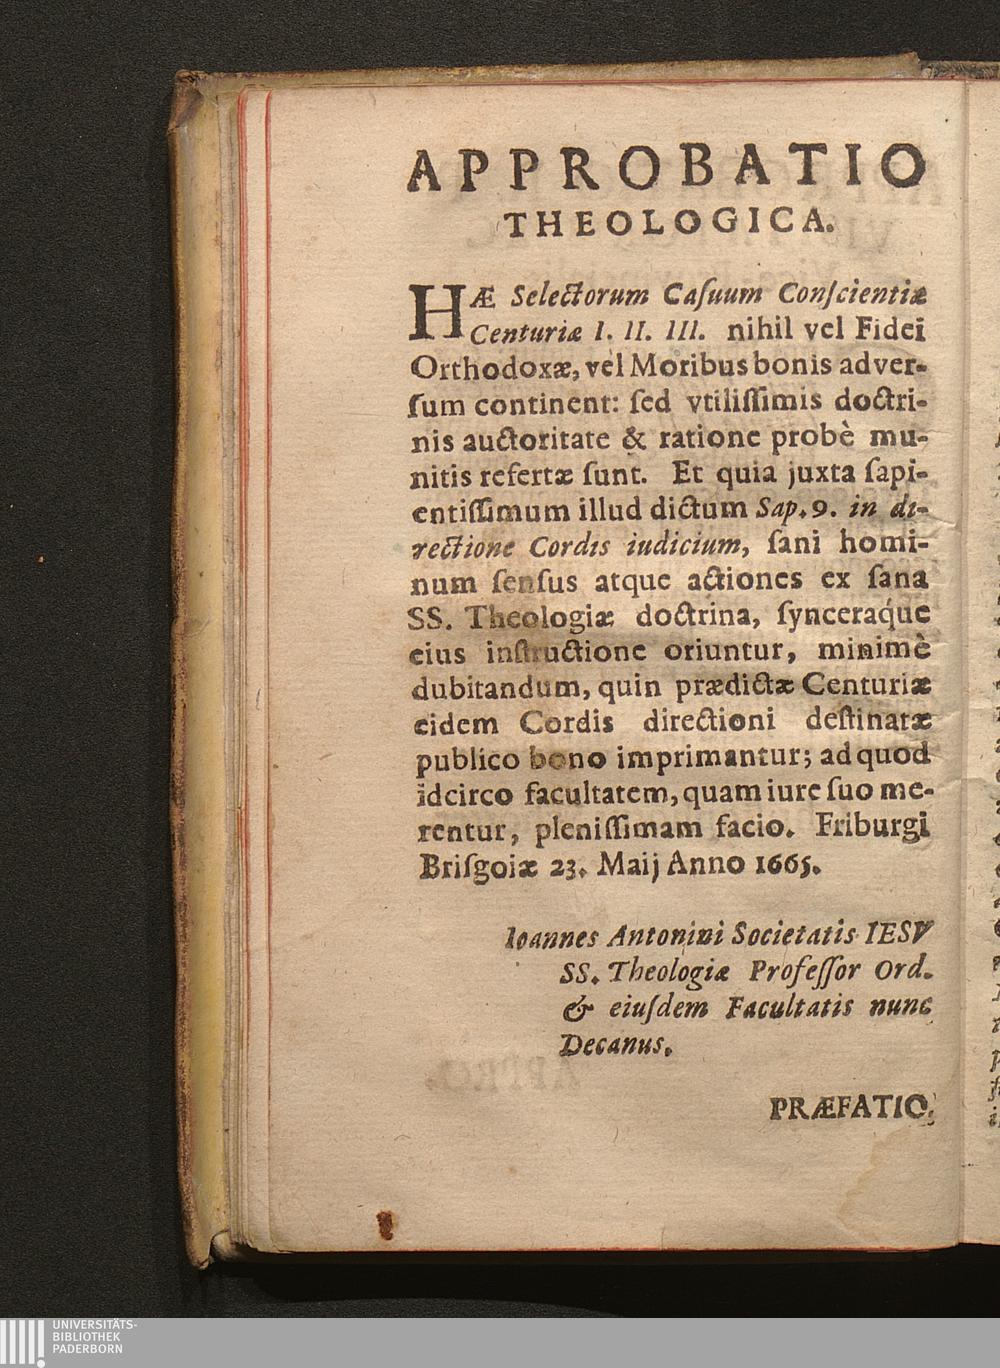 APPROBATIO
THEOLOGICA.
HÆ Selectorum Caſuum Conſcientiæ
Centuriæ I. II. III. nihil vel Fidei
Orthodoxæ, vel Moribus bonis adver-
ſum continent: ſed vtiliſſimis doctri-
nis auctoritate & ratione probè mu-
nitis refertæ ſunt. Et quia juxta ſapi-
entiſſimum illud dictum Sap. 9. in di-
rectione Cordis iudicium, ſani homi-
num ſenſus atque actiones ex ſana
SS. Theologiæ doctrina, ſynceraq́ue
eius inſtructione oriuntur, minimè
dubitandum, quin prædictæ Centuriæ
eidem Cordis directioni deſtinatæ
publico bono imprimantur; ad quod
idcirco facultatem, quam iure ſuo me-
rentur, pleniſſimam facio. Friburgi
Briſgoiæ 23. Maij Anno 1665.
Ioannes Antonini Societatis IESV
SS. Theologiæ Profeſſor Ord.
& eiuſdem Facultatis nunc
Decanus.
PRÆFATIO.
UNIVERSITÄTS-
BIBLIOTHEK
PADERBORN